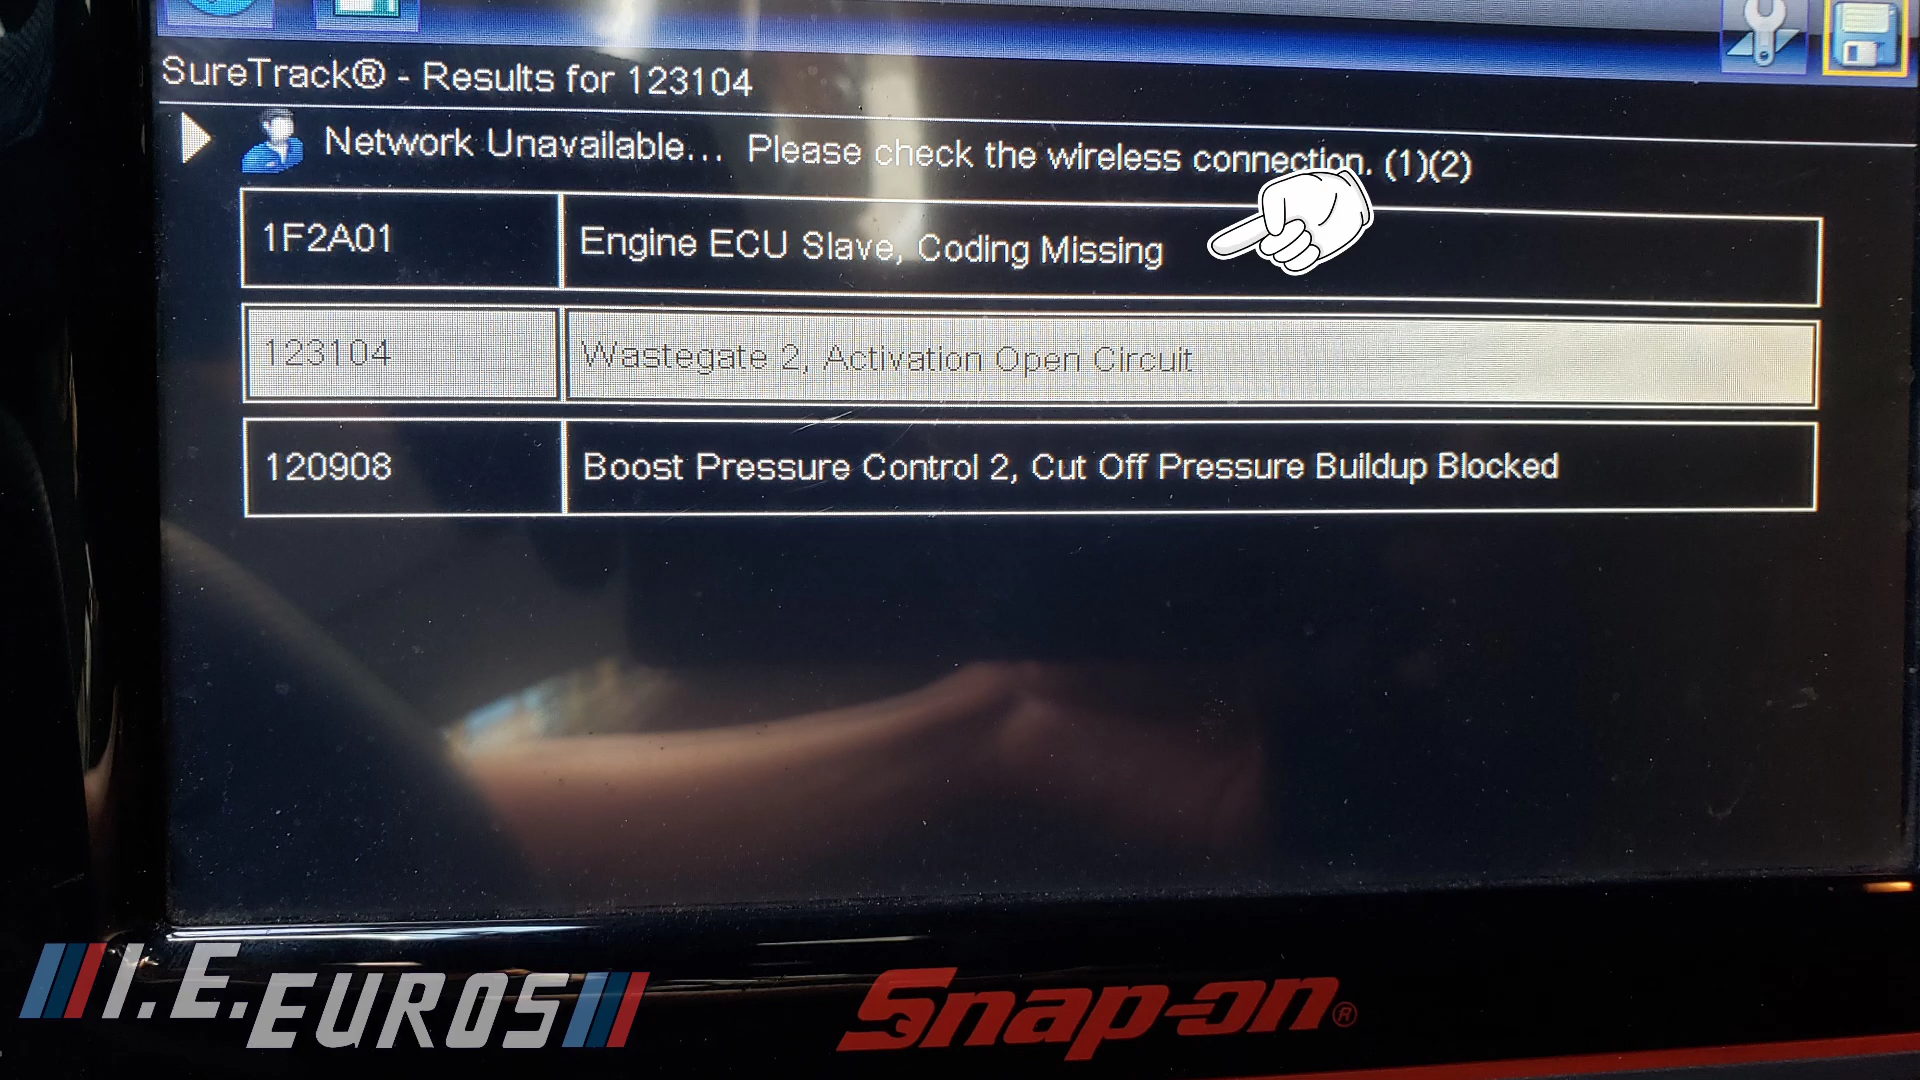 SureTrack® - Results for 123104
Network Unavailable... Please check the wireless connection. (1)(2)
1F2A01 Engine ECU Slave, Coding Missing
123104 Wastegate 2, Activation Open Circuit
120908 Boost Pressure Control 2, Cut Off Pressure Buildup Blocked
I.E. EUROS
Snap-on®